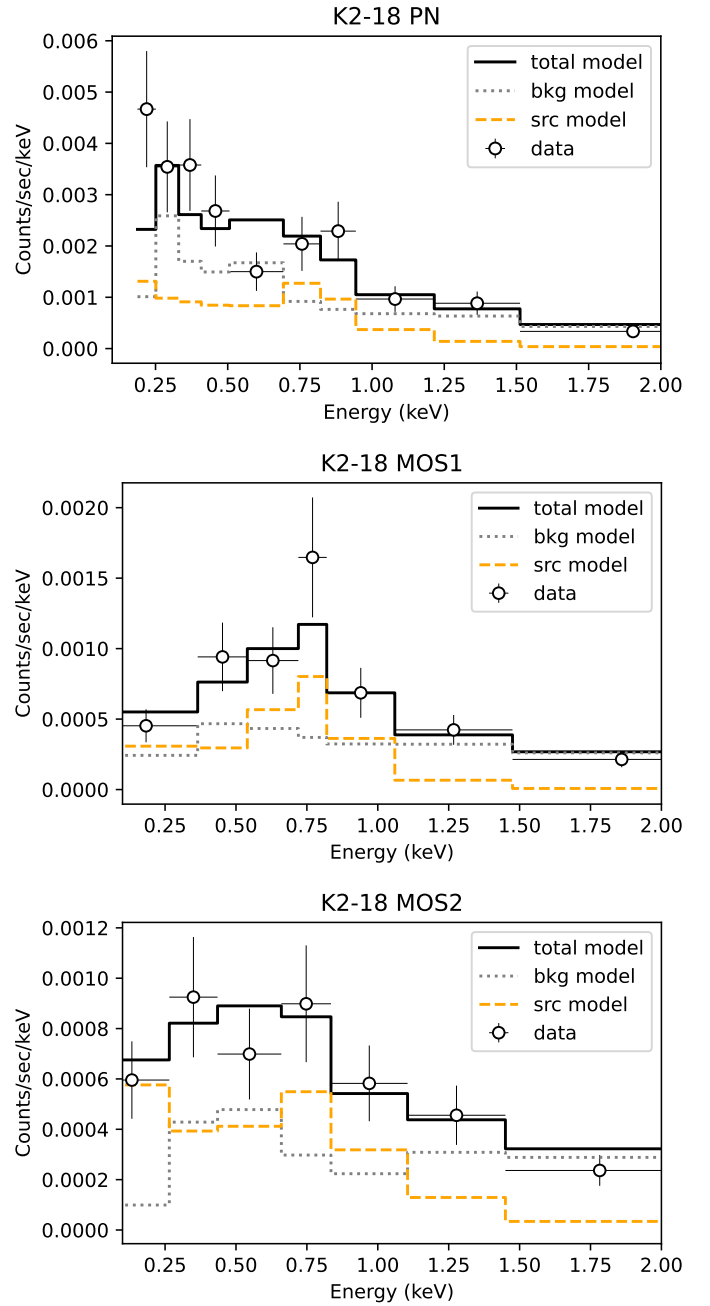 K2-18 PN
Counts/sec/keV
0.006
0.005
0.004
0.003
0.002
0.001
0.000
total model
bkg model
src model
data
0.25 0.50 0.75 1.00 1.25 1.50 1.75 2.00
Energy (keV)
K2-18 MOS1
Counts/sec/keV
0.0020
0.0015
0.0010
0.0005
0.0000
total model
bkg model
src model
data
0.25 0.50 0.75 1.00 1.25 1.50 1.75 2.00
Energy (keV)
K2-18 MOS2
Counts/sec/keV
0.0012
0.0010
0.0008
0.0006
0.0004
0.0002
0.0000
total model
bkg model
src model
data
0.25 0.50 0.75 1.00 1.25 1.50 1.75 2.00
Energy (keV)